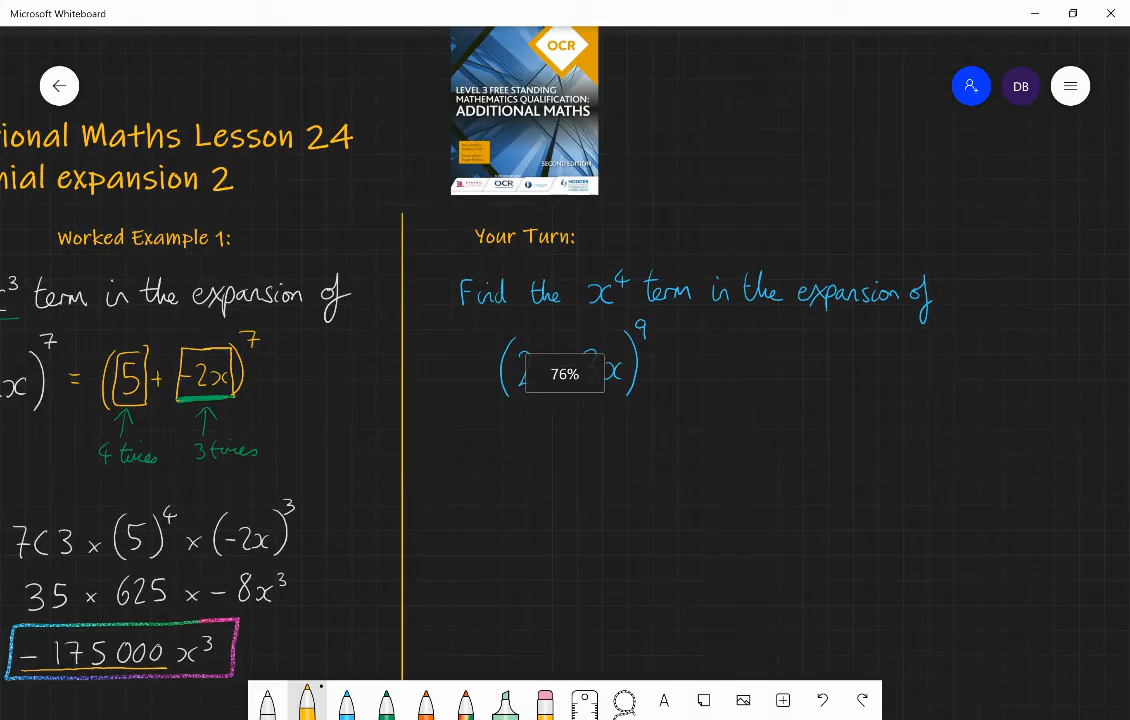 Microsoft Whiteboard
OCR
LEVEL 3 FREE STANDING
MATHEMATICS QUALIFICATION:
ADDITIONAL MATHS
SECOND EDITION
OCR
DB
ional Maths Lesson 24
nial expansion 2
Worked Example 1:
³ term in the expansion of
x)⁷ = (5 + -2x)⁷
4 times 3 times
7C3 × (5)⁴ × (-2x)³
35 × 625 × - 8x³
- 175000 x³
Your Turn:
Find the x⁴ term in the expansion of
(2 x)⁹
76%
A